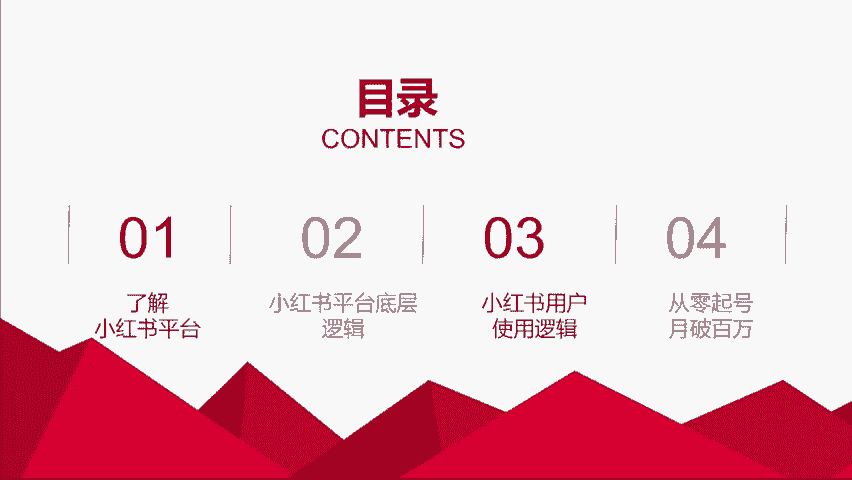 目录
CONTENTS
01
了解
小红书平台
02
小红书平台底层
逻辑
03
小红书用户
使用逻辑
04
从零起号
月破百万